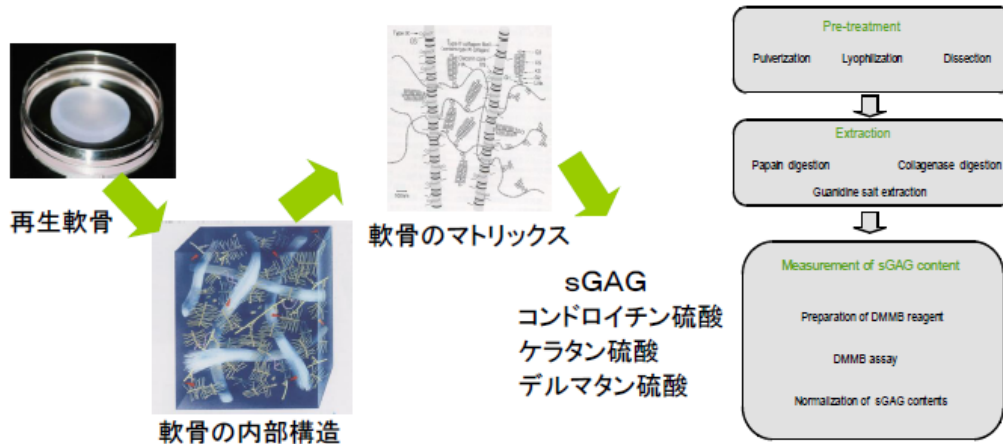 再生軟骨
軟骨の内部構造
軟骨のマトリックス
sGAG
コンドロイチン硫酸
ケラタン硫酸
デルマタン硫酸
Pre-treatment
Pulverization Lyophilization Dissection
Extraction
Papain digestion Collagenase digestion
Guanidine salt extraction
Measurement of sGAG content
Preparation of DMMB reagent
DMMB assay
Normalization of sGAG contents